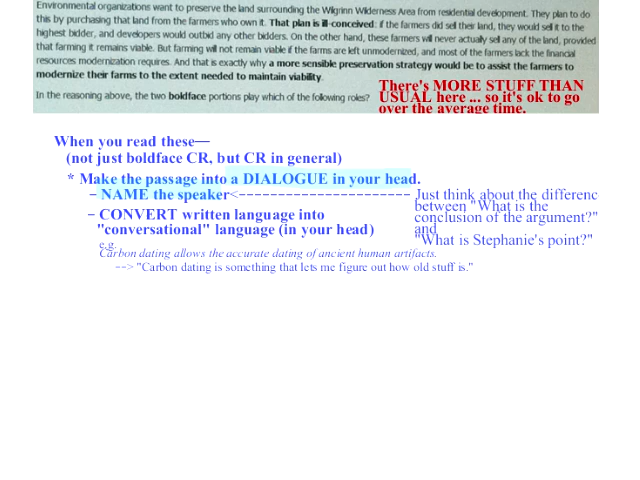 Environmental organizations want to preserve the land surrounding the Wilgrinn Wilderness Area from residential development. They plan to do
this by purchasing that land from the farmers who own it. That plan is ill-conceived: if the farmers did sell their land, they would sell it to the
highest bidder, and developers would outbid any other bidders. On the other hand, these farmers will never actually sell any of the land, provided
that farming it remains viable. But farming will not remain viable if the farms are left unmodernized, and most of the farmers lack the financial
resources modernization requires. And that is exactly why a more sensible preservation strategy would be to assist the farmers to
modernize their farms to the extent needed to maintain viability.
In the reasoning above, the two boldface portions play which of the following roles?
There's MORE STUFF THAN
USUAL here ... so it's ok to go
over the average time.
When you read these—
(not just boldface CR, but CR in general)
* Make the passage into a DIALOGUE in your head.
– NAME the speaker<----------------------
Just think about the differenc
between "What is the
conclusion of the argument?"
and
"What is Stephanie's point?"
– CONVERT written language into
"conversational" language (in your head)
e.g.
Carbon dating allows the accurate dating of ancient human artifacts.
--> "Carbon dating is something that lets me figure out how old stuff is."